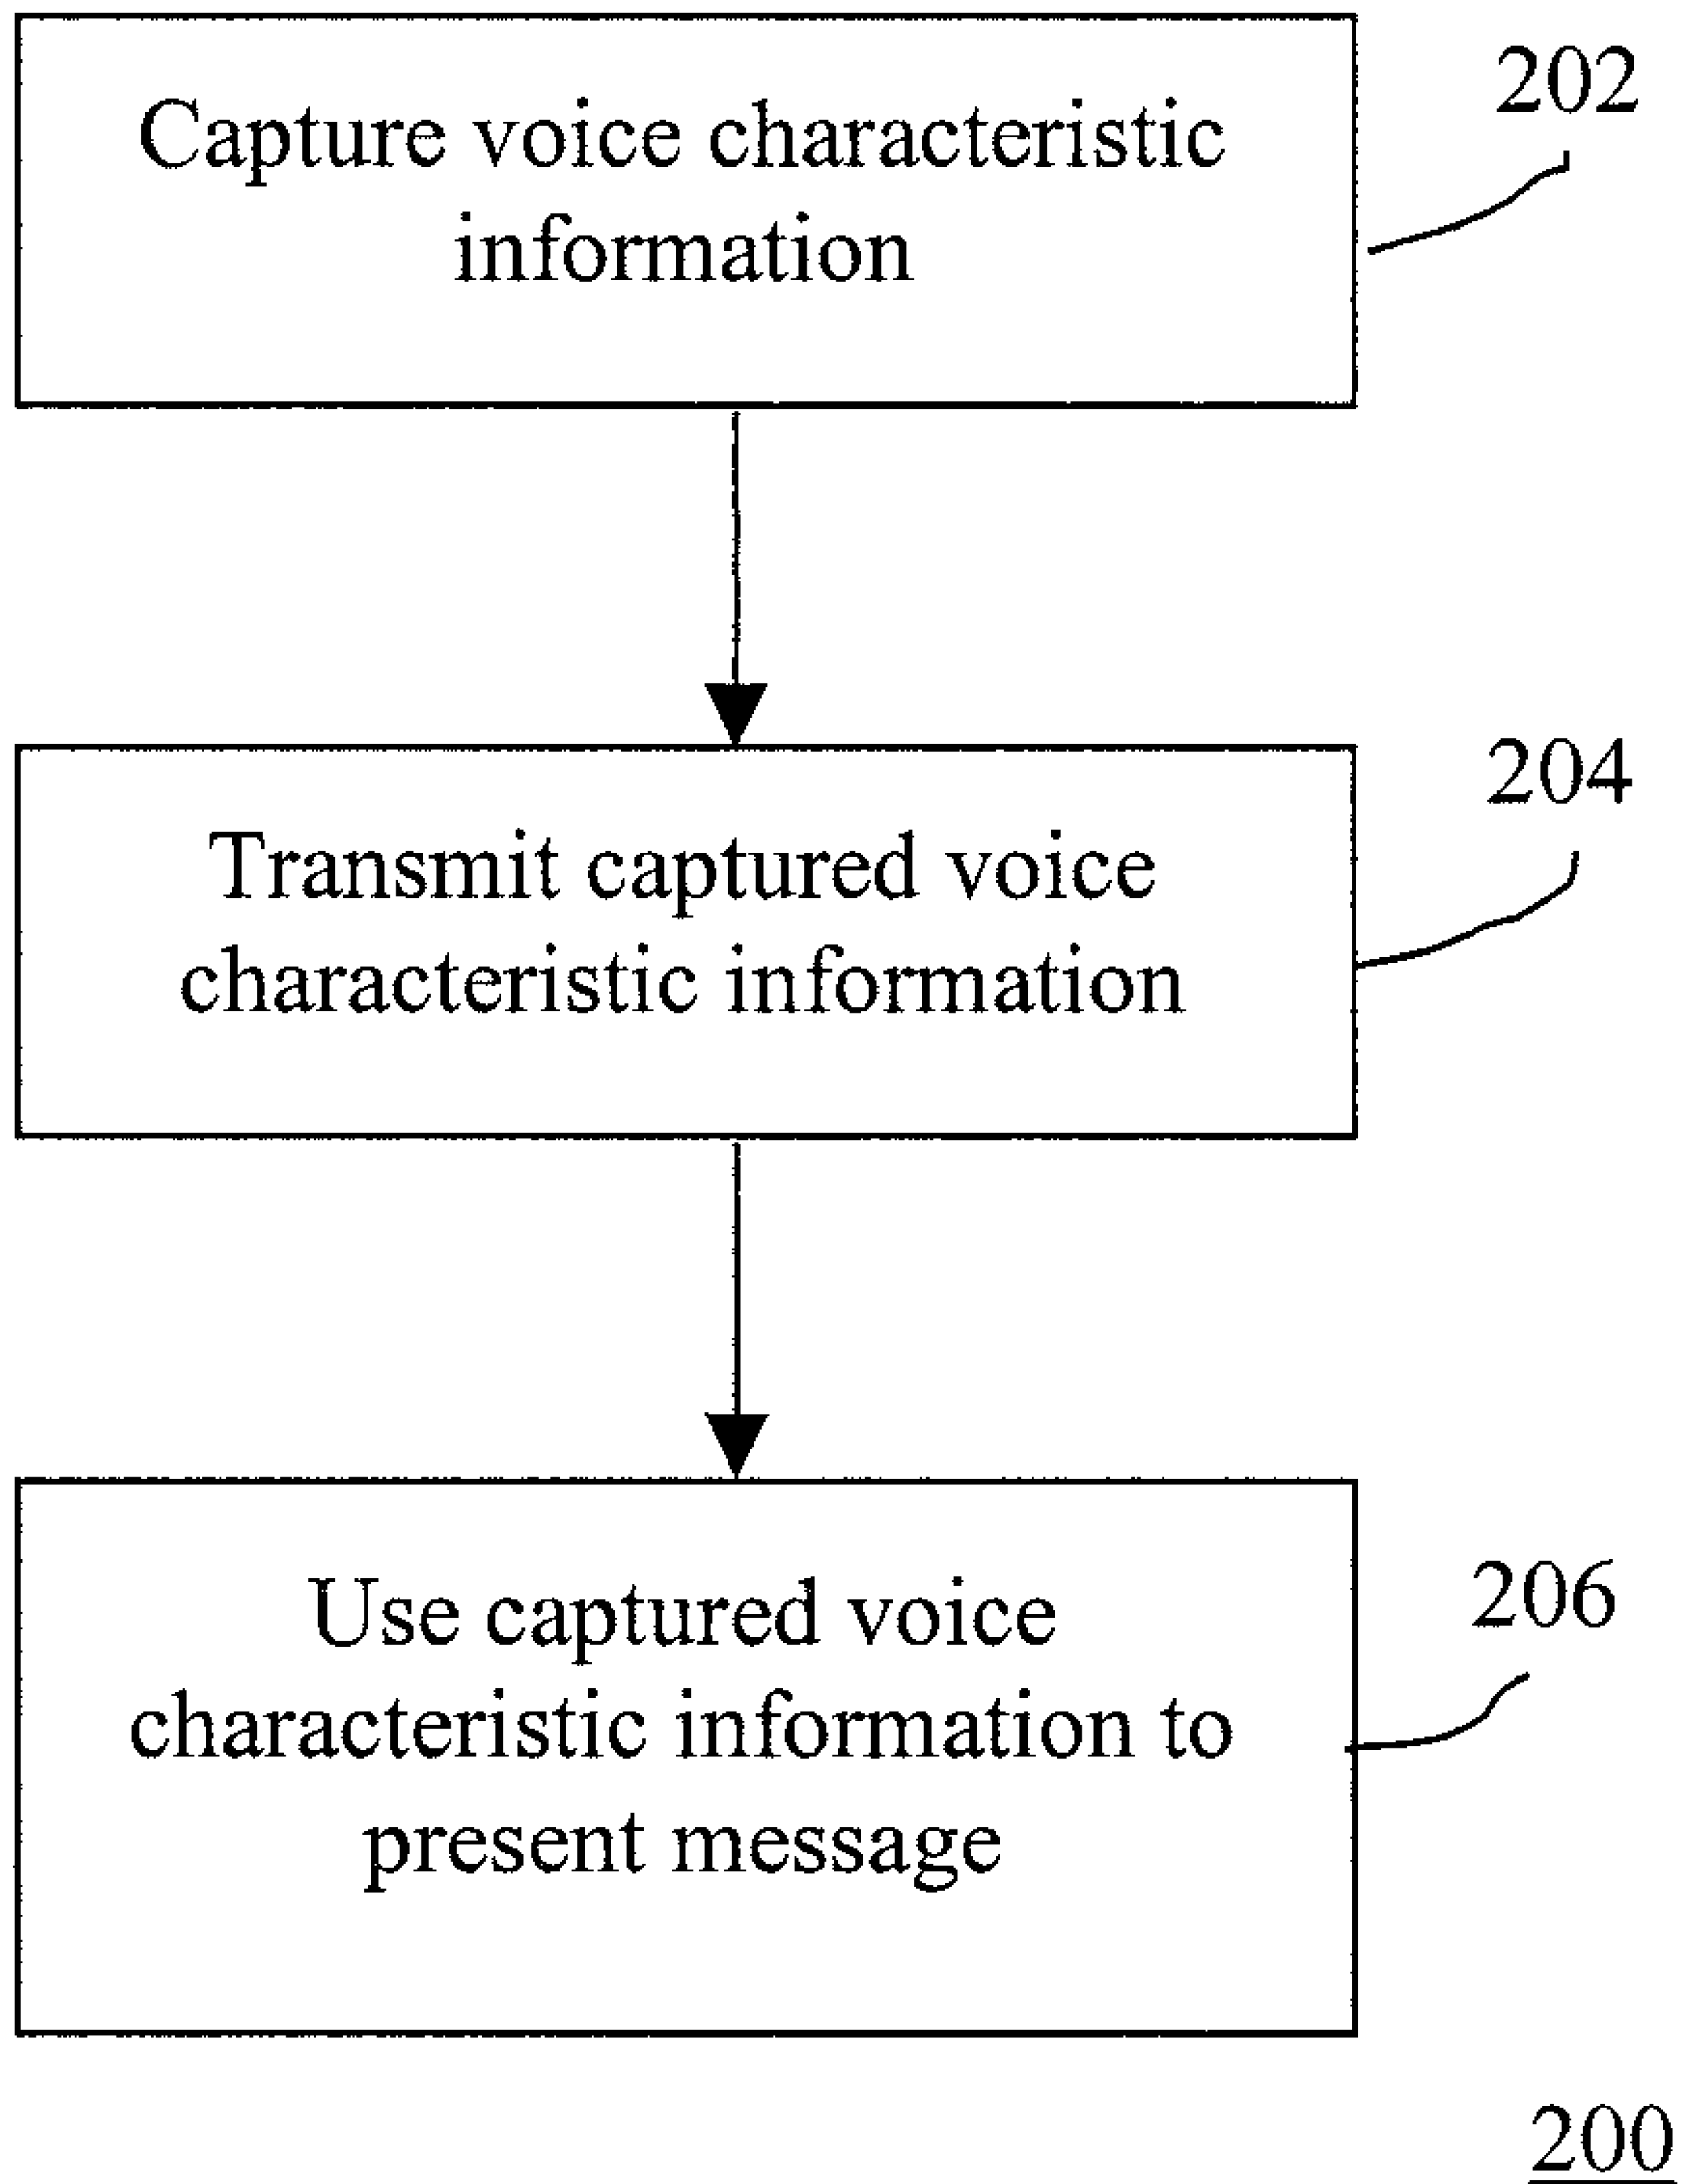 202
Capture voice characteristic
information
204
Transmit captured voice
characteristic information
206
Use captured voice
characteristic information to
present message
200